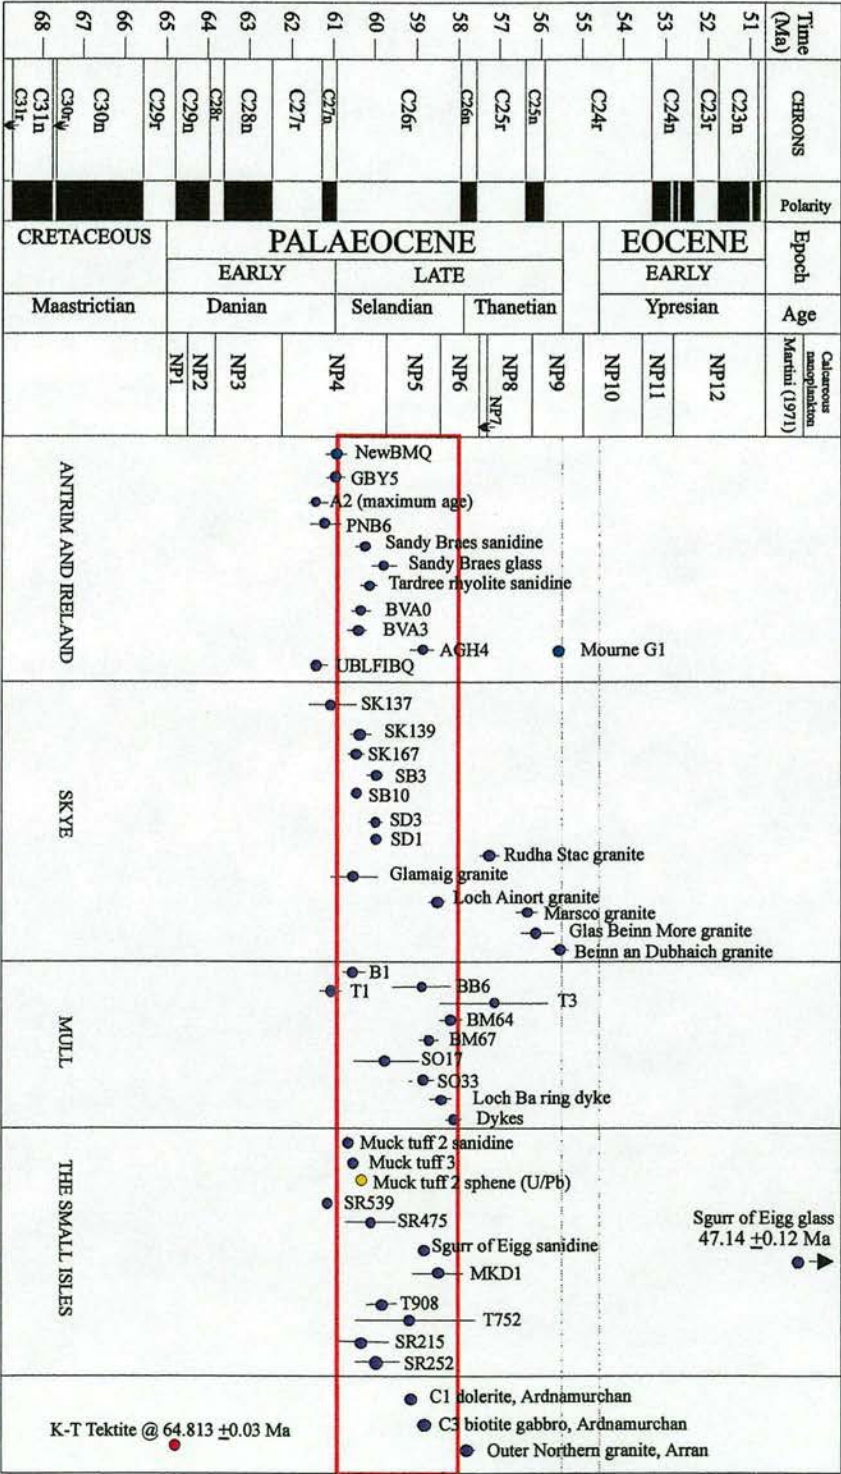 68 67 66 65 64 63 62 61 60 59 58 57 56 55 54 53 52 51
Time
(Ma)
C31r C31n C30r C30n C29r C29n C28r C28n C27r C27n C26r C26n C25r C25n C24r C24n C23r C23n
CHRONS
Polarity
CRETACEOUS PALAEOCENE EOCENE
Epoch
EARLY LATE EARLY
Maastrictian Danian Selandian Thanetian Ypresian
Age
NP1 NP2 NP3 NP4 NP5 NP6 NP7 NP8 NP9 NP10 NP11 NP12
Calcareous
nanoplankton
Martini (1971)
ANTRIM AND IRELAND
NewBMQ
GBY5
A2 (maximum age)
PNB6
Sandy Braes sanidine
Sandy Braes glass
Tardree rhyolite sanidine
BVA0
BVA3
AGH4 Mourne G1
UBLFIBQ
SKYE
SK137
SK139
SK167
SB3
SB10
SD3
SD1
Rudha Stac granite
Glamaig granite
Loch Ainort granite
Marsco granite
Glas Beinn More granite
Beinn an Dubhaich granite
MULL
B1
BB6
T1
T3
BM64
BM67
SO17
SO33
Loch Ba ring dyke
Dykes
THE SMALL ISLES
Muck tuff 2 sanidine
Muck tuff 3
Muck tuff 2 sphene (U/Pb)
SR539
SR475
Sgurr of Eigg glass
47.14 ±0.12 Ma
Sgurr of Eigg sanidine
MKD1
T908
T752
SR215
SR252
C1 dolerite, Ardnamurchan
C3 biotite gabbro, Ardnamurchan
K-T Tektite @ 64.813 ±0.03 Ma
Outer Northern granite, Arran